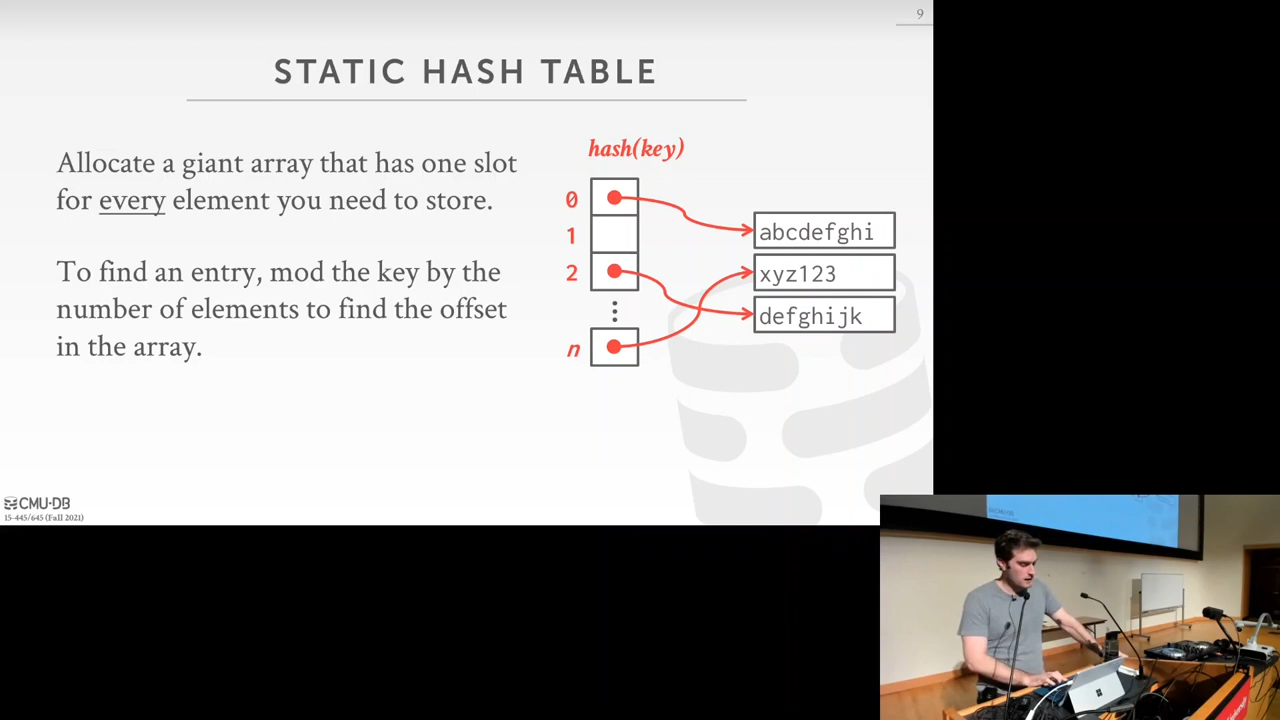 9
STATIC HASH TABLE
Allocate a giant array that has one slot
for every element you need to store.
To find an entry, mod the key by the
number of elements to find the offset
in the array.
hash(key)
0
1
2
⋮
n
abcdefghi
xyz123
defghijk
CMU·DB
15-445/645 (Fall 2021)